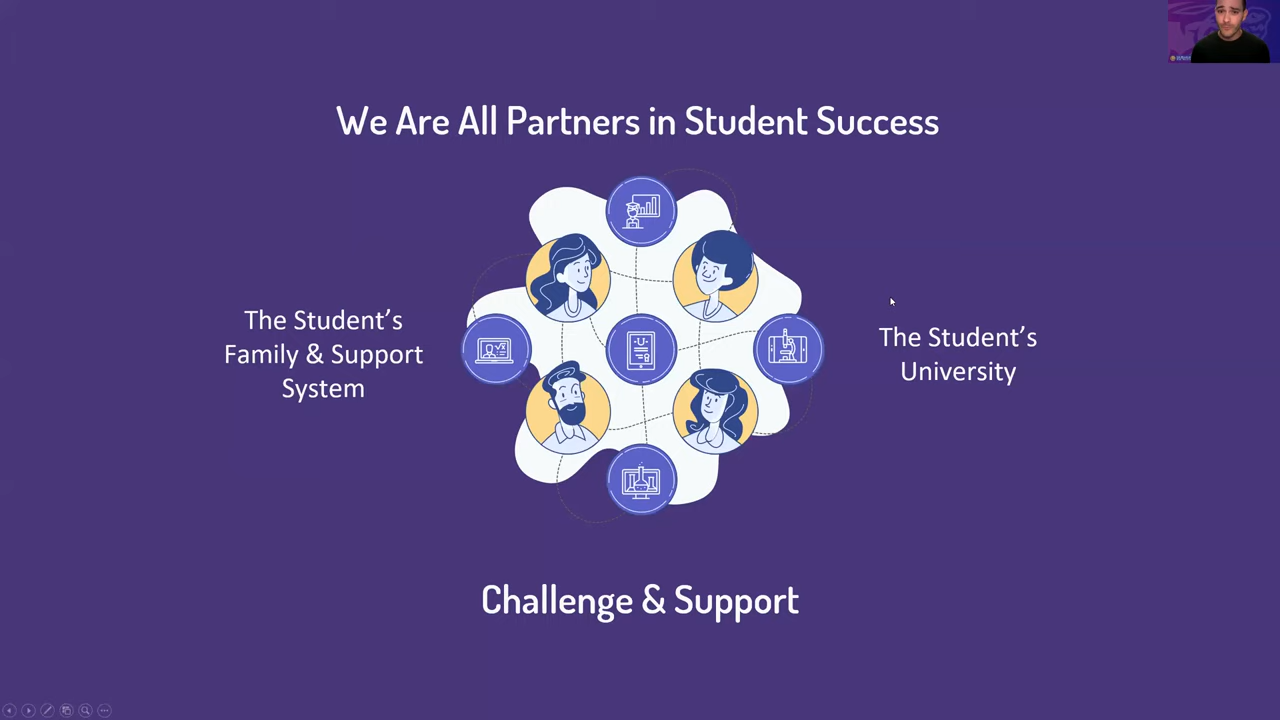 We Are All Partners in Student Success
The Student’s
Family & Support
System
The Student’s
University
Challenge & Support